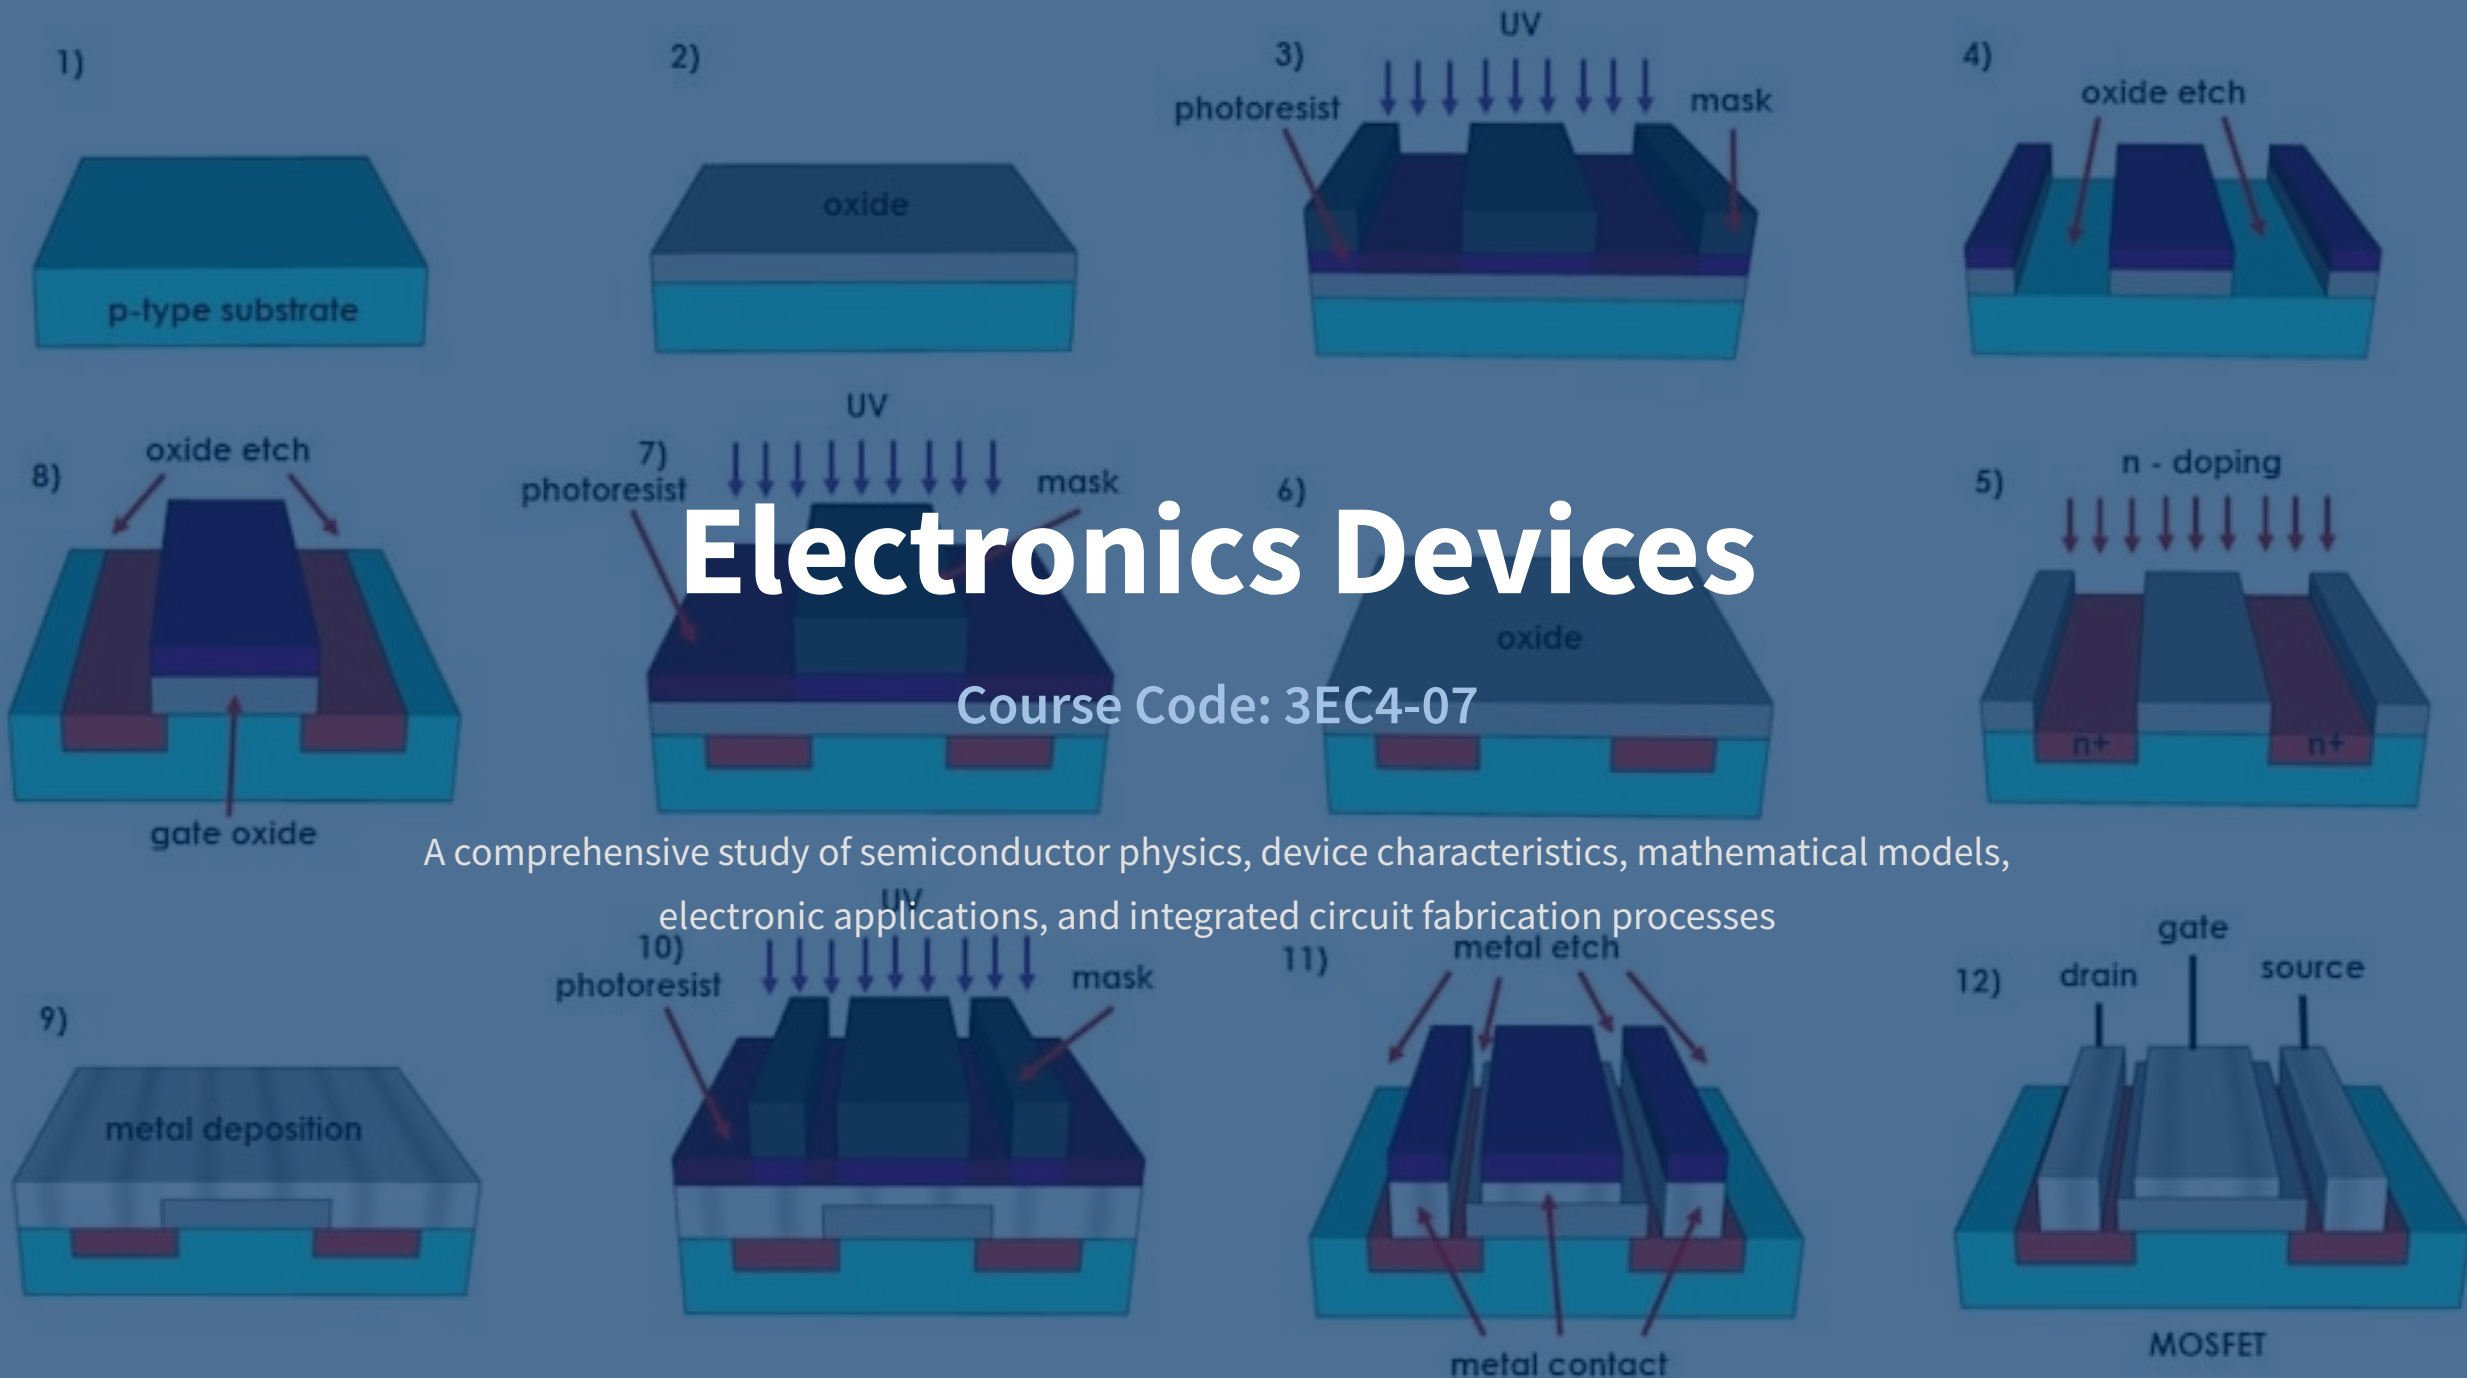 1)
p-type substrate
2)
oxide
UV
3)
photoresist
mask
4)
oxide etch
8)
oxide etch
gate oxide
UV
7)
photoresist
mask
6)
oxide
5)
n - doping
n+
n+
Electronics Devices
Course Code: 3EC4-07
A comprehensive study of semiconductor physics, device characteristics, mathematical models,
electronic applications, and integrated circuit fabrication processes
9)
metal deposition
UV
10)
photoresist
mask
11)
metal etch
metal contact
12)
drain
gate
source
MOSFET